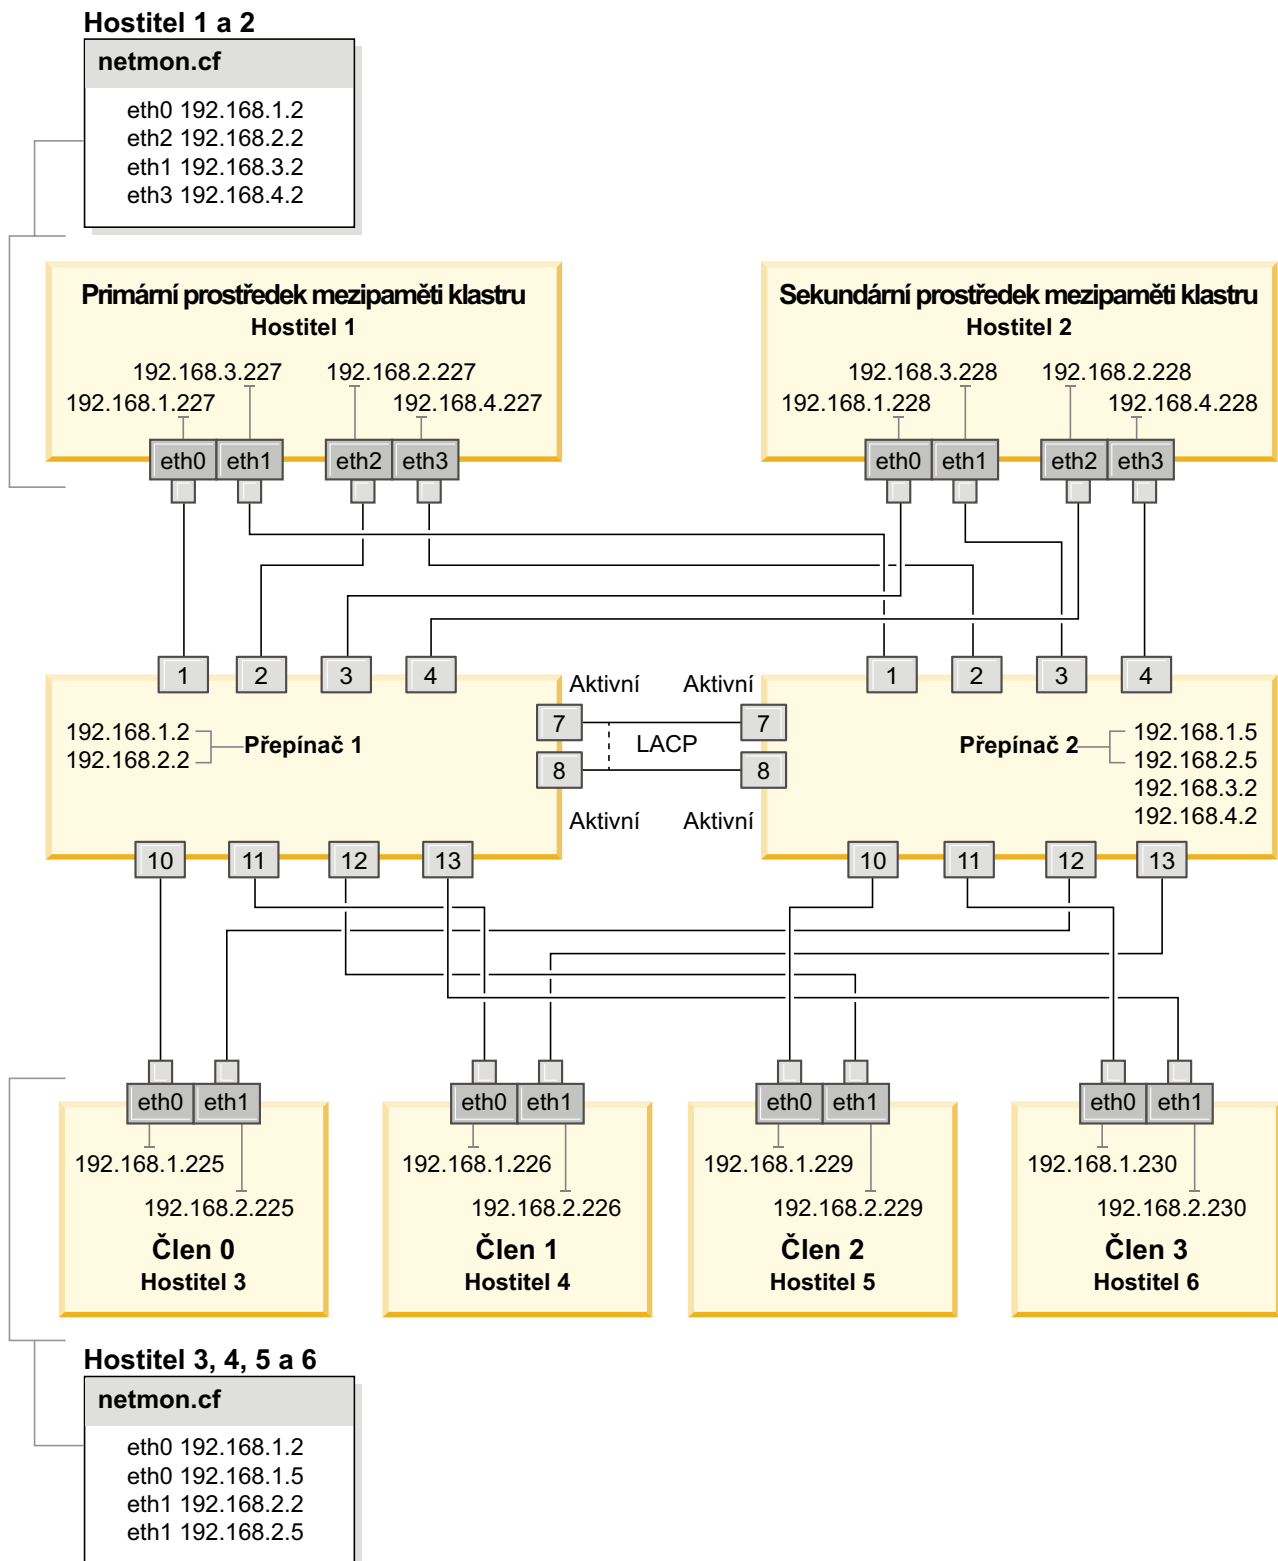 Hostitel 1 a 2
netmon.cf
eth0 192.168.1.2
eth2 192.168.2.2
eth1 192.168.3.2
eth3 192.168.4.2
Primární prostředek mezipaměti klastru
Hostitel 1
192.168.3.227 192.168.2.227
192.168.1.227 192.168.4.227
eth0 eth1 eth2 eth3
Sekundární prostředek mezipaměti klastru
Hostitel 2
192.168.3.228 192.168.2.228
192.168.1.228 192.168.4.228
eth0 eth1 eth2 eth3
1 2 3 4
192.168.1.2
192.168.2.2
Přepínač 1
7
8
10 11 12 13
Aktivní Aktivní
LACP
Aktivní Aktivní
1 2 3 4
7
8
Přepínač 2
192.168.1.5
192.168.2.5
192.168.3.2
192.168.4.2
10 11 12 13
eth0 eth1
192.168.1.225
192.168.2.225
Člen 0
Hostitel 3
eth0 eth1
192.168.1.226
192.168.2.226
Člen 1
Hostitel 4
eth0 eth1
192.168.1.229
192.168.2.229
Člen 2
Hostitel 5
eth0 eth1
192.168.1.230
192.168.2.230
Člen 3
Hostitel 6
Hostitel 3, 4, 5 a 6
netmon.cf
eth0 192.168.1.2
eth0 192.168.1.5
eth1 192.168.2.2
eth1 192.168.2.5